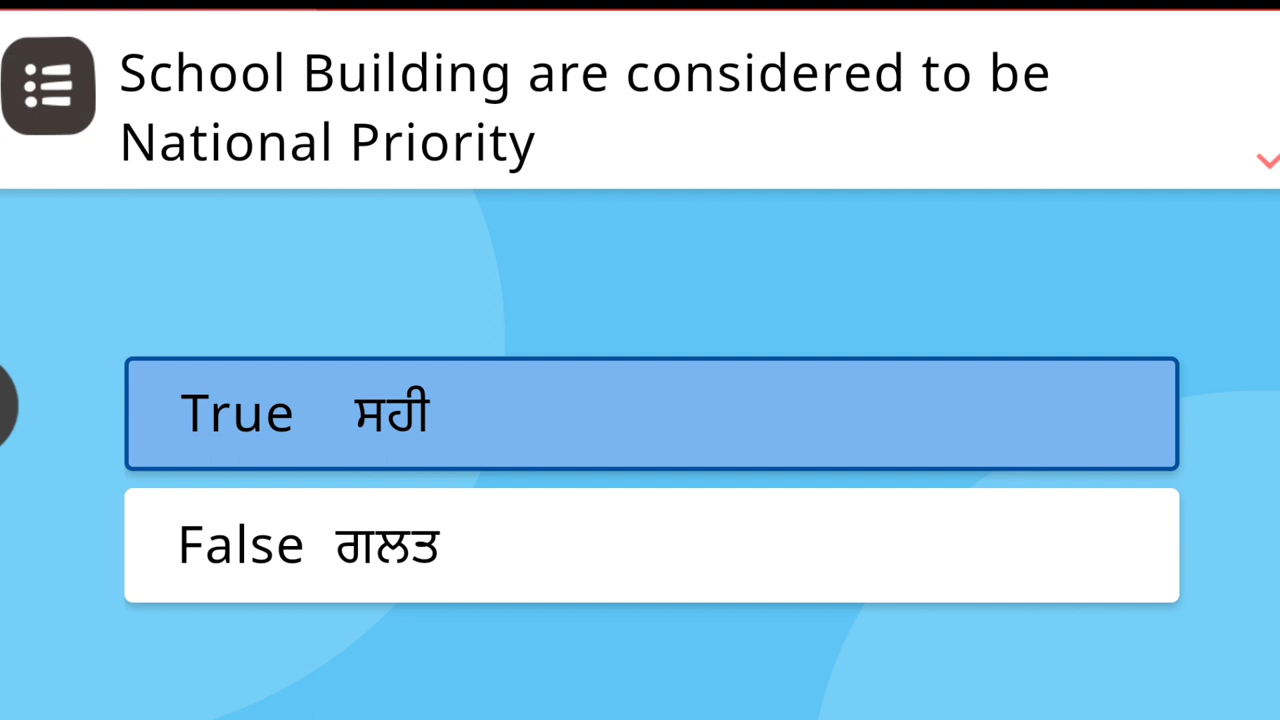 School Building are considered to be
National Priority
True ਸਹੀ
False ਗਲਤ